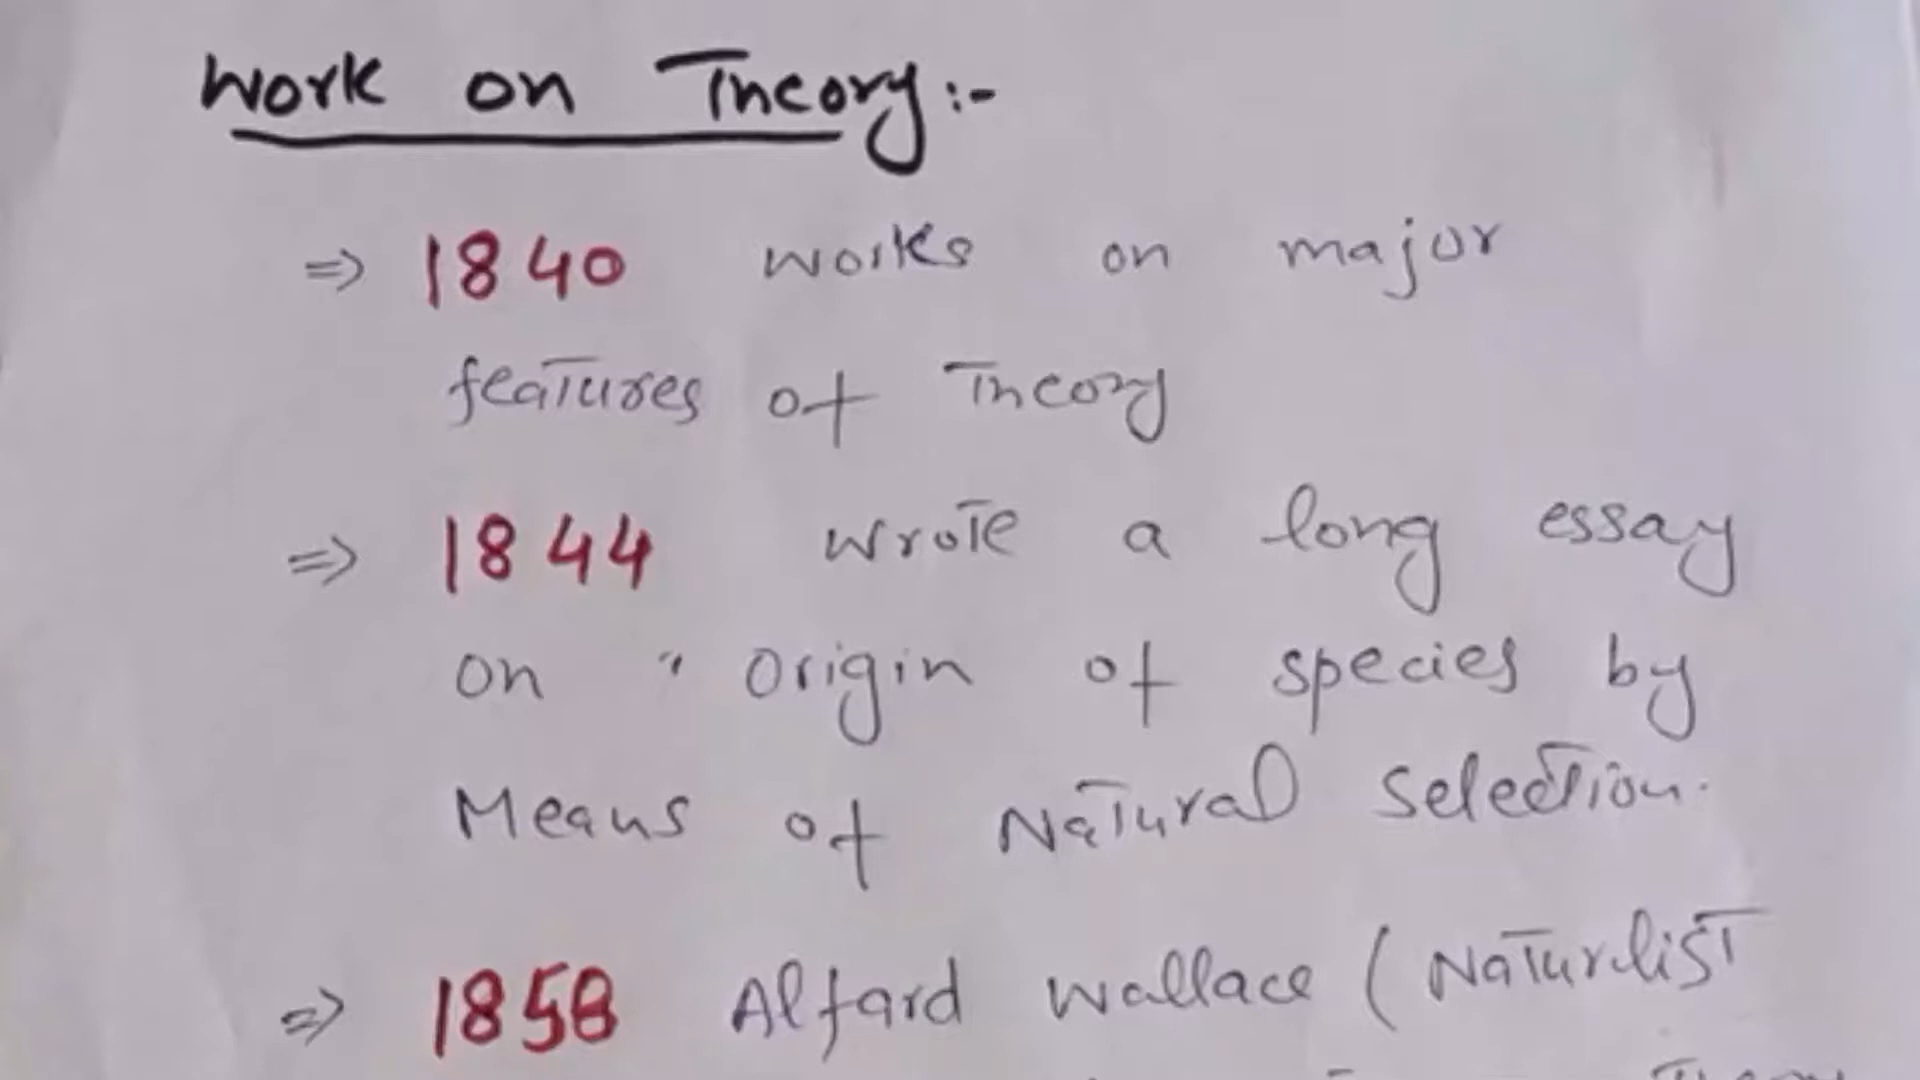 Work on Theory:-
⇒ 1840 works on major
features of Theory
⇒ 1844 wrote a long essay
on " Origin of species by
Means of Natural Selection.
⇒ 1858 Alfard Wallace ( Naturlist